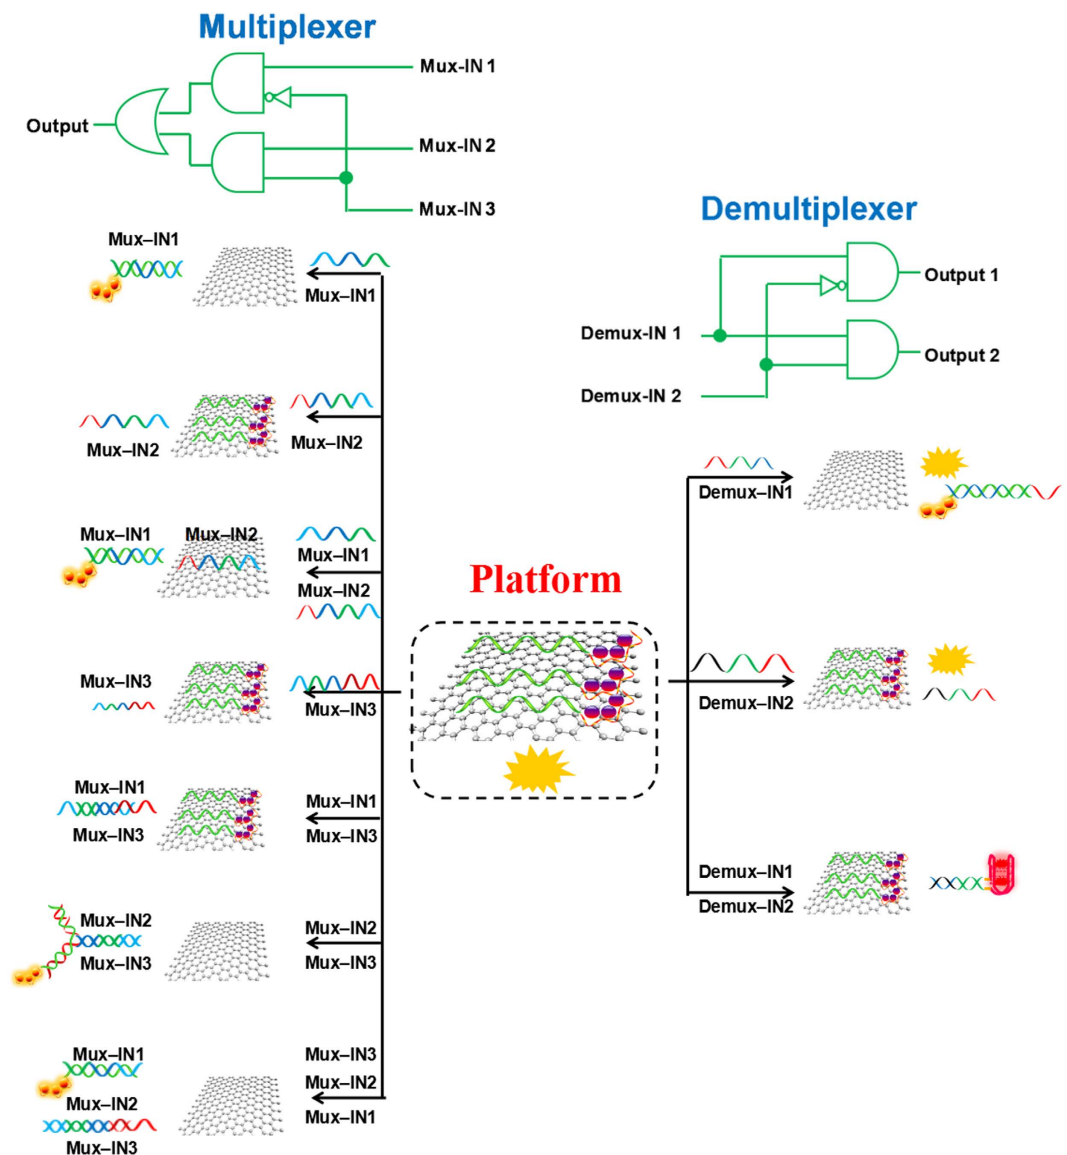 Multiplexer
Mux-IN 1
Output
Mux-IN 2
Mux-IN 3
Mux–IN1
Mux–IN1
Mux–IN2
Mux–IN2
Mux–IN1
Mux–IN2
Mux–IN1
Mux–IN2
Mux–IN3
Mux–IN3
Mux–IN1
Mux–IN3
Mux–IN1
Mux–IN3
Mux–IN2
Mux–IN3
Mux–IN2
Mux–IN3
Mux–IN1
Mux–IN2
Mux–IN3
Mux–IN3
Mux–IN2
Mux–IN1
Platform
Demultiplexer
Output 1
Demux-IN 1
Output 2
Demux-IN 2
Demux–IN1
Demux–IN2
Demux–IN1
Demux–IN2